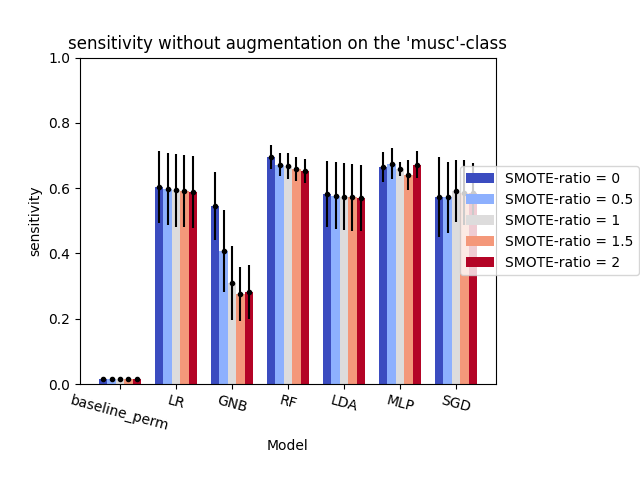 sensitivity without augmentation on the 'musc'-class
1.0
0.8
0.6
0.4
0.2
0.0
sensitivity
SMOTE-ratio = 0
SMOTE-ratio = 0.5
SMOTE-ratio = 1
SMOTE-ratio = 1.5
SMOTE-ratio = 2
baseline_perm LR GNB RF LDA MLP SGD
Model